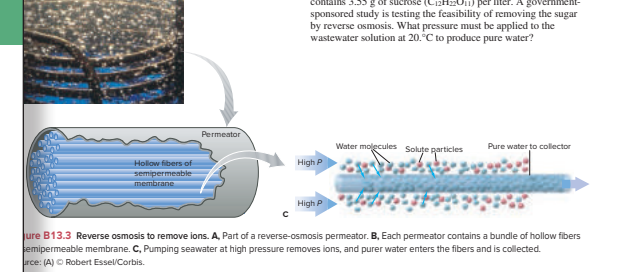 contains 3.55 g of sucrose (C12H22O11) per liter. A government-
sponsored study is testing the feasibility of removing the sugar
by reverse osmosis. What pressure must be applied to the
wastewater solution at 20.°C to produce pure water?
Permeator
Hollow fibers of
semipermeable
membrane
Water molecules
Solute particles
Pure water to collector
High P
High P
C
ure B13.3 Reverse osmosis to remove ions. A, Part of a reverse-osmosis permeator. B, Each permeator contains a bundle of hollow fibers
semipermeable membrane. C, Pumping seawater at high pressure removes ions, and purer water enters the fibers and is collected.
urce: (A) © Robert Essel/Corbis.